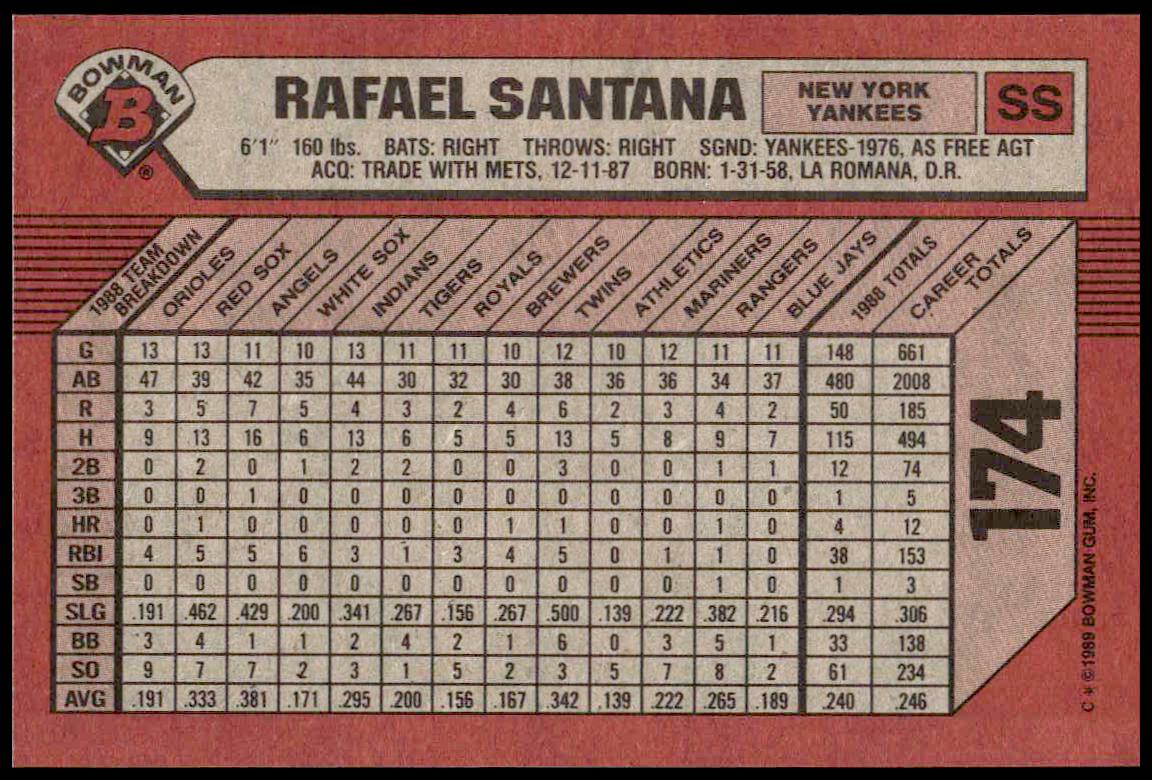 BOWMAN
B
®
RAFAEL SANTANA
NEW YORK
YANKEES
SS
6'1" 160 lbs. BATS: RIGHT THROWS: RIGHT SGND: YANKEES-1976, AS FREE AGT
ACQ: TRADE WITH METS, 12-11-87 BORN: 1-31-58, LA ROMANA, D.R.
1988 TEAM BREAKDOWN ORIOLES RED SOX ANGELS WHITE SOX INDIANS TIGERS ROYALS BREWERS TWINS ATHLETICS MARINERS RANGERS BLUE JAYS 1988 TOTALS CAREER TOTALS
G 13 13 11 10 13 11 11 10 12 10 12 11 11 148 661
AB 47 39 42 35 44 30 32 30 38 36 36 34 37 480 2008
R 3 5 7 5 4 3 2 4 6 2 3 4 2 50 185
H 9 13 16 6 13 6 5 5 13 5 8 9 7 115 494
2B 0 2 0 1 2 2 0 0 3 0 0 1 1 12 74
3B 0 0 1 0 0 0 0 0 0 0 0 0 0 1 5
HR 0 1 0 0 0 0 0 1 1 0 0 1 0 4 12
RBI 4 5 5 6 3 1 3 4 5 0 1 1 0 38 153
SB 0 0 0 0 0 0 0 0 0 0 0 1 0 1 3
SLG .191 .462 .429 .200 .341 .267 .156 .267 .500 .139 .222 .382 .216 .294 .306
BB 3 4 1 1 2 4 2 1 6 0 3 5 1 33 138
SO 9 7 7 2 3 1 5 2 3 5 7 8 2 61 234
AVG .191 .333 .381 .171 .295 .200 .156 .167 .342 .139 .222 .265 .189 .240 .246
174
C * ©1989 BOWMAN GUM, INC.